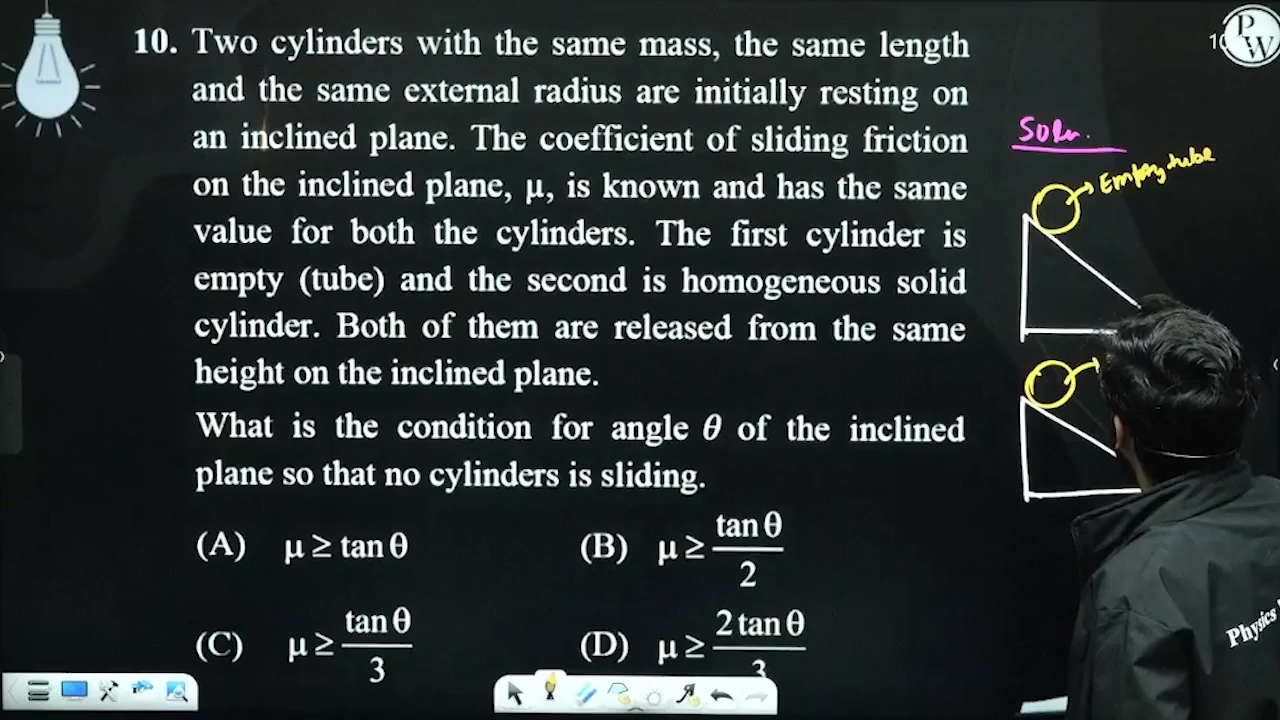 10. Two cylinders with the same mass, the same length
and the same external radius are initially resting on
an inclined plane. The coefficient of sliding friction
on the inclined plane, μ, is known and has the same
value for both the cylinders. The first cylinder is
empty (tube) and the second is homogeneous solid
cylinder. Both of them are released from the same
height on the inclined plane.
What is the condition for angle θ of the inclined
plane so that no cylinders is sliding.
(A) μ ≥ tan θ
(B) μ ≥ tan θ / 2
(C) μ ≥ tan θ / 3
(D) μ ≥ 2 tan θ / 3
Soln.
tube
PW
Physics